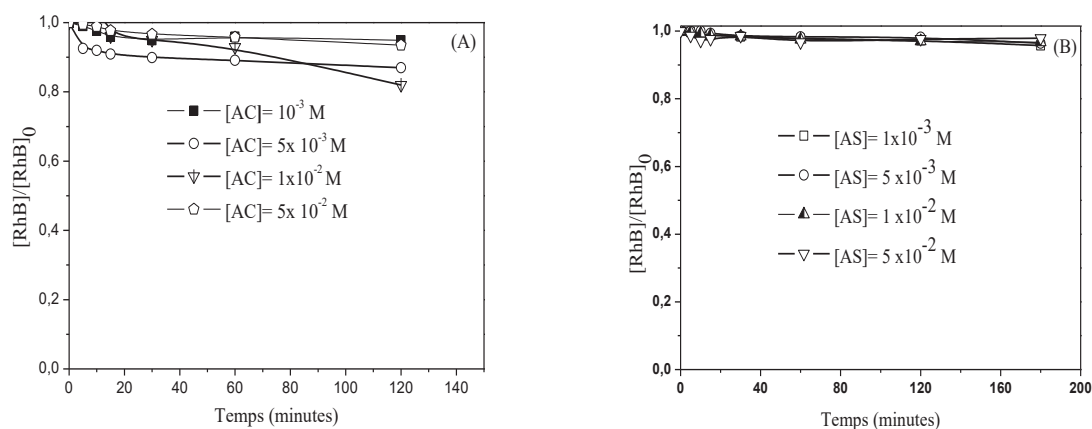 (A)
[RhB]/[RhB]0
1,0
0,8
0,6
0,4
0,2
0,0
[AC]= 10-3 M
[AC]= 5x 10-3 M
[AC]= 1x10-2 M
[AC]= 5x 10-2 M
0 20 40 60 80 100 120 140
Temps (minutes)
(B)
[RhB]/[RhB]0
1,0
0,8
0,6
0,4
0,2
0,0
[AS]= 1x10-3 M
[AS]= 5 x10-3 M
[AS]= 1 x10-2 M
[AS]= 5 x10-2 M
0 40 80 120 160 200
Temps (minutes)